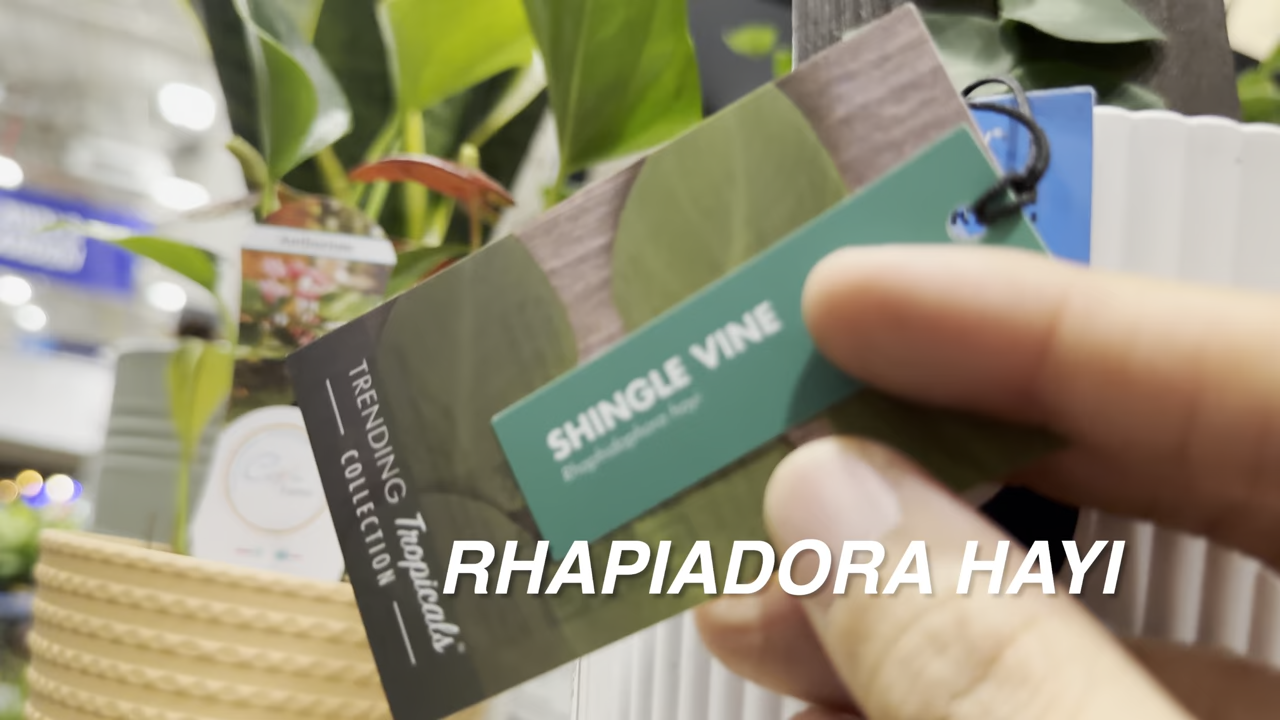 SHINGLE VINE
Rhaphidophora hayi
TRENDING Tropicals
COLLECTION
RHAPIADORA HAYI